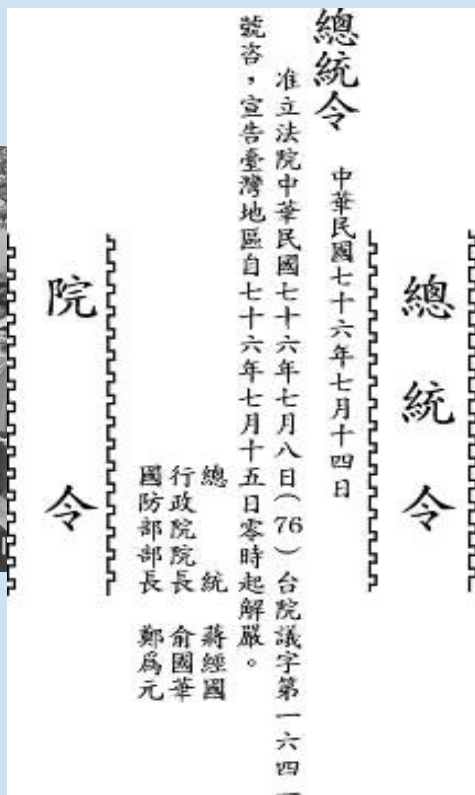 總統令
總統令 中華民國七十六年七月十四日
准立法院中華民國七十六年七月八日（76）台院議字第一六四一
號咨，宣告臺灣地區自七十六年七月十五日零時起解嚴。
總統 蔣經國
行政院院長 俞國華
國防部部長 鄭爲元
院令